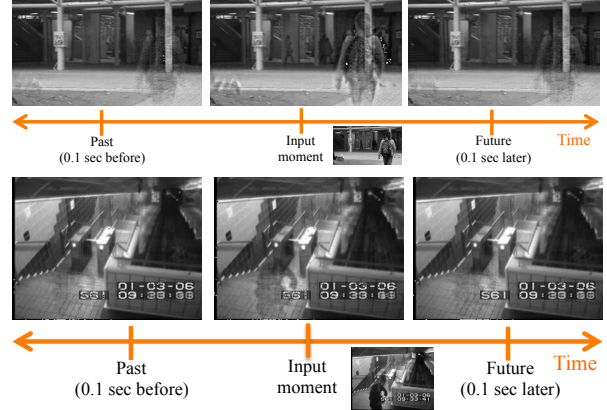 Past
(0.1 sec before)
Input
moment
Future
(0.1 sec later)
Time
01-03-06
01-03-06
01-03-06
Past
(0.1 sec before)
Input
moment
Future
(0.1 sec later)
Time